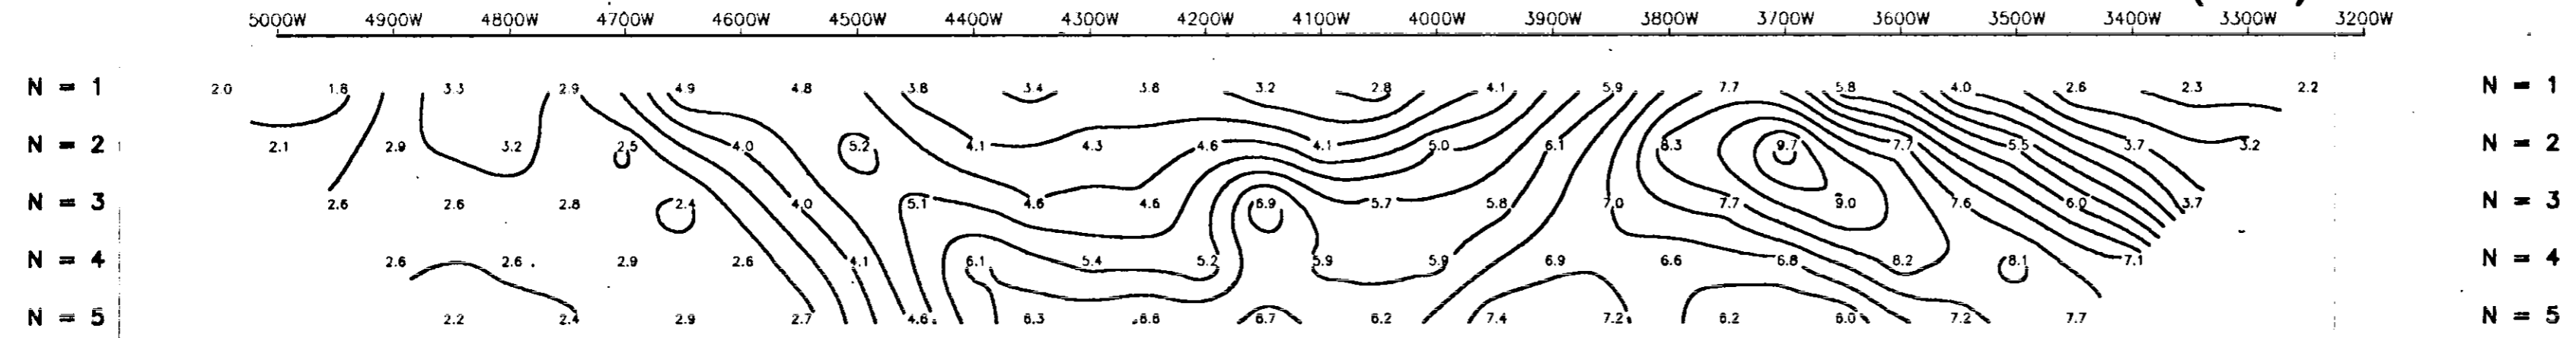 5000W 4900W 4800W 4700W 4600W 4500W 4400W 4300W 4200W 4100W 4000W 3900W 3800W 3700W 3600W 3500W 3400W 3300W 3200W
N = 1 2.0 1.8 3.3 2.9 4.9 4.8 3.8 3.4 3.8 3.2 2.8 4.1 5.9 7.7 5.8 4.0 2.6 2.3 2.2 N = 1
N = 2 2.1 2.9 3.2 2.5 4.0 5.2 4.1 4.3 4.6 4.1 5.0 6.1 8.3 9.7 7.7 5.5 3.7 3.2 N = 2
N = 3 2.6 2.6 2.8 2.4 4.0 5.1 4.6 4.6 6.9 5.7 5.8 7.0 7.7 9.0 7.6 6.0 3.7 N = 3
N = 4 2.6 2.6 2.9 2.6 4.1 6.1 5.4 5.2 5.9 5.9 6.9 6.6 6.8 8.2 8.1 7.1 N = 4
N = 5 2.2 2.4 2.9 2.7 4.6 6.3 6.6 6.7 6.2 7.4 7.2 6.2 6.0 7.2 7.7 N = 5